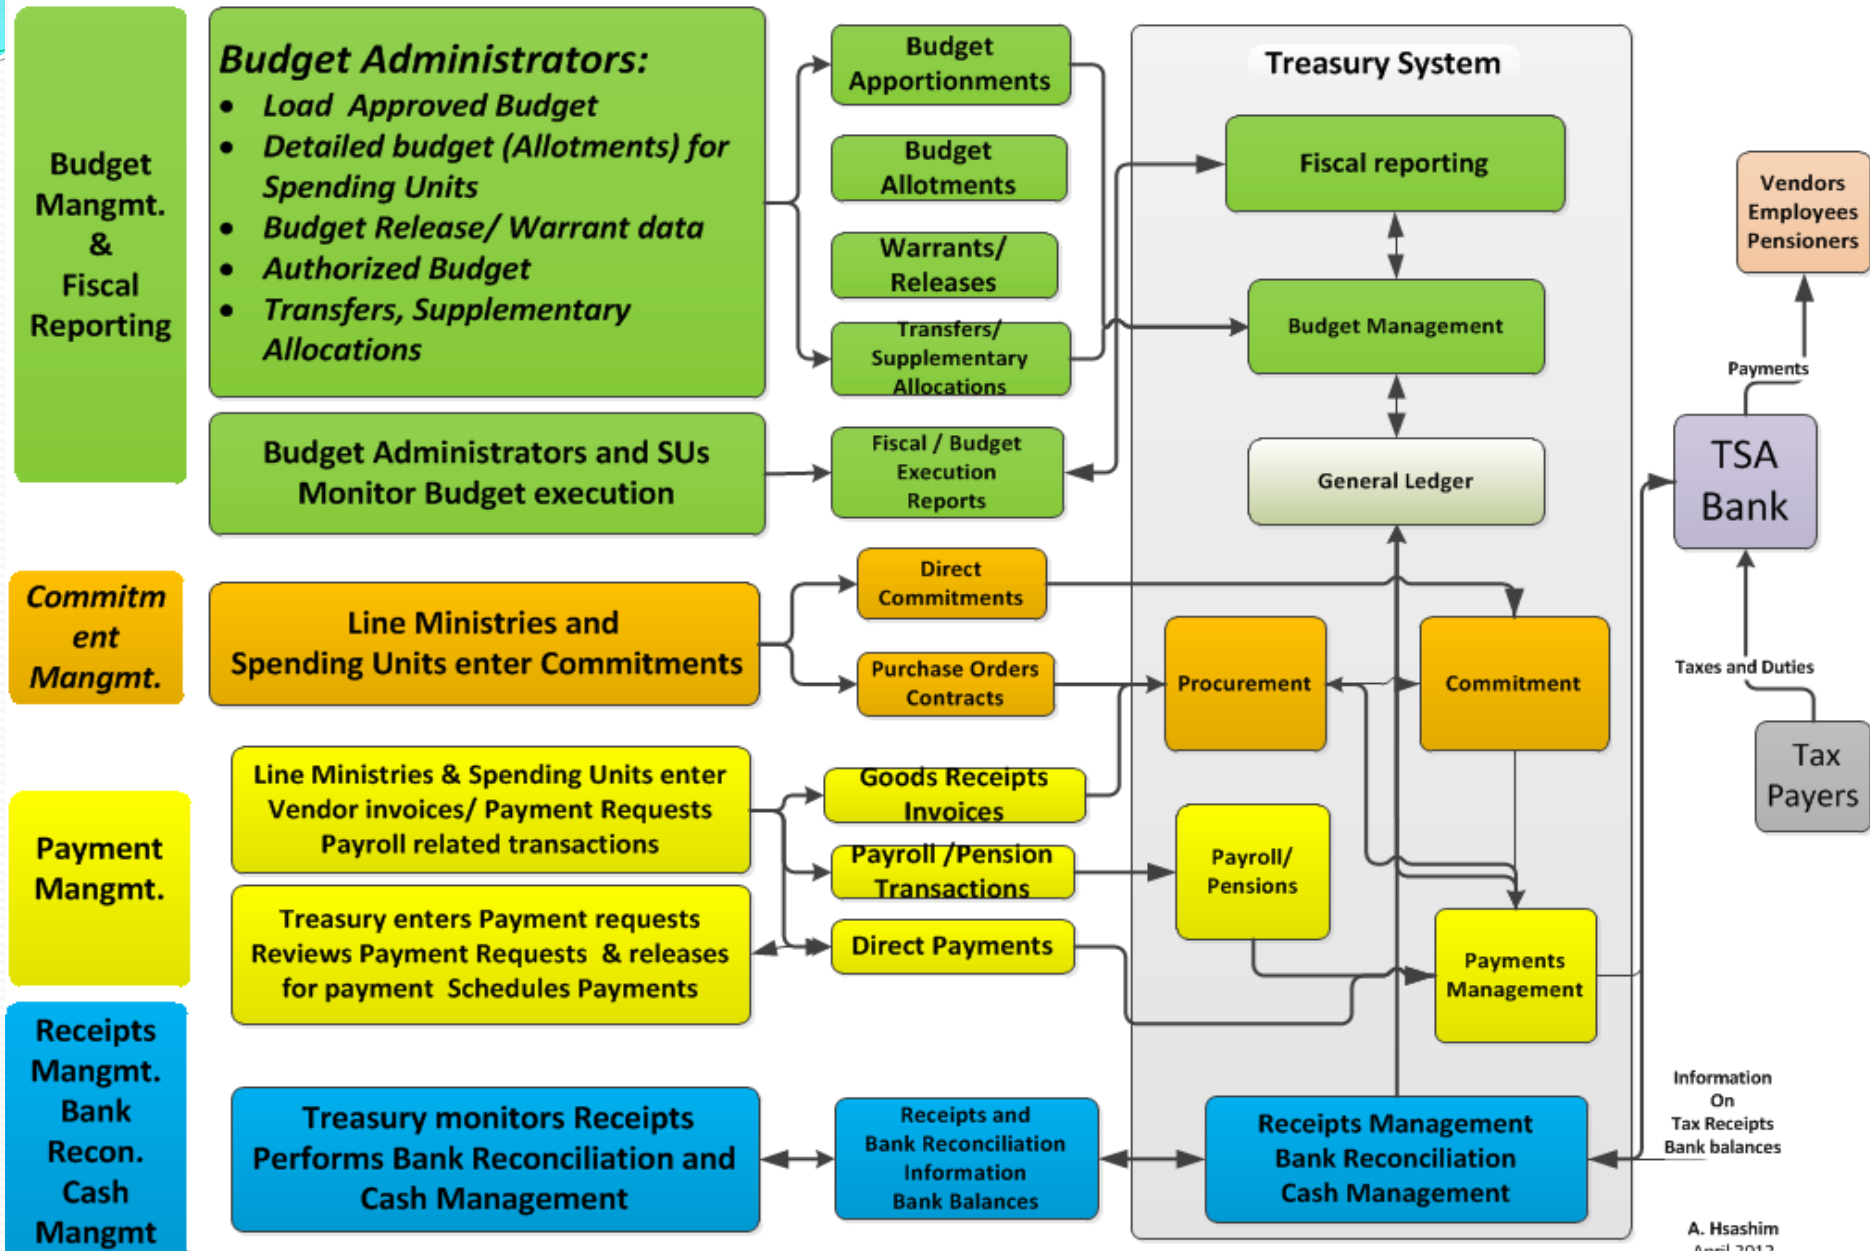 Budget
Mangmt.
&
Fiscal
Reporting
Budget Administrators:
• Load Approved Budget
• Detailed budget (Allotments) for
Spending Units
• Budget Release/ Warrant data
• Authorized Budget
• Transfers, Supplementary
Allocations
Budget
Apportionments
Budget
Allotments
Warrants/
Releases
Transfers/
Supplementary
Allocations
Budget Administrators and SUs
Monitor Budget execution
Fiscal / Budget
Execution
Reports
Treasury System
Fiscal reporting
Budget Management
General Ledger
Vendors
Employees
Pensioners
Payments
TSA
Bank
Taxes and Duties
Tax
Payers
Commitm
ent
Mangmt.
Line Ministries and
Spending Units enter Commitments
Direct
Commitments
Purchase Orders
Contracts
Procurement
Commitment
Payment
Mangmt.
Line Ministries & Spending Units enter
Vendor invoices/ Payment Requests
Payroll related transactions
Treasury enters Payment requests
Reviews Payment Requests & releases
for payment Schedules Payments
Goods Receipts
Invoices
Payroll /Pension
Transactions
Direct Payments
Payroll/
Pensions
Payments
Management
Receipts
Mangmt.
Bank
Recon.
Cash
Mangmt
Treasury monitors Receipts
Performs Bank Reconciliation and
Cash Management
Receipts and
Bank Reconciliation
Information
Bank Balances
Receipts Management
Bank Reconciliation
Cash Management
Information
On
Tax Receipts
Bank balances
A. Hsashim
April 2012